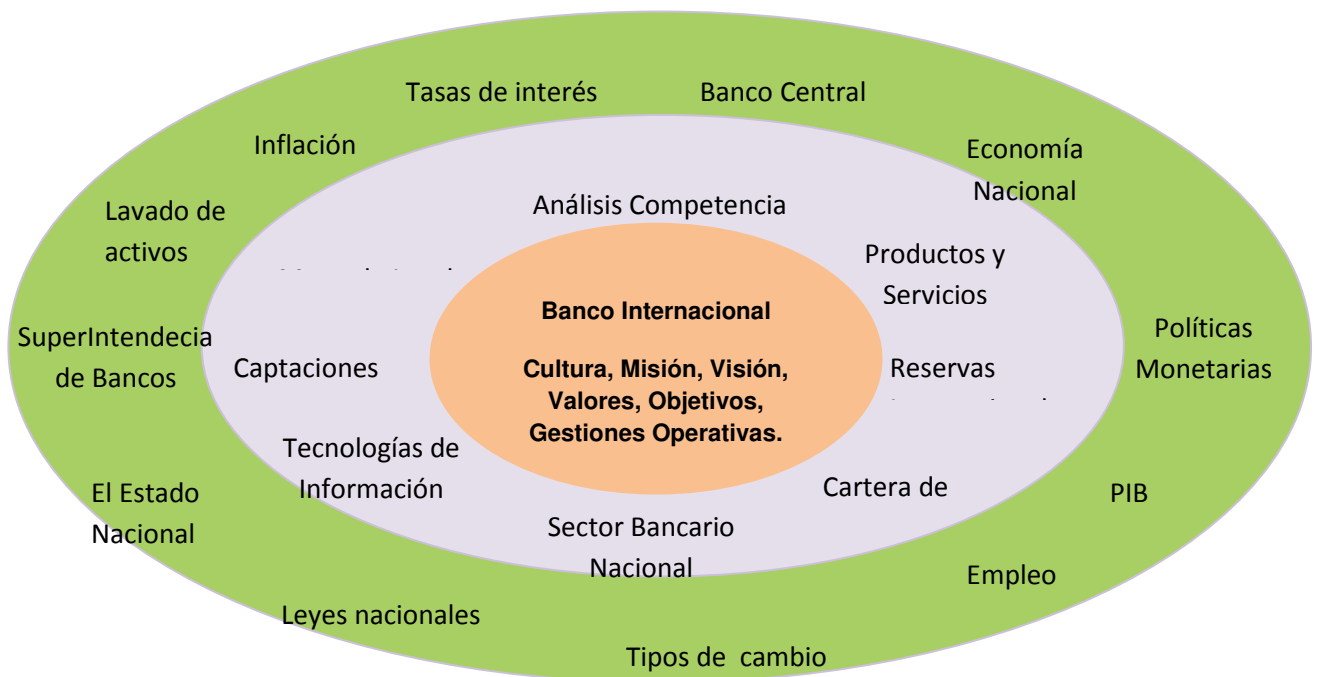 Tasas de interés
Banco Central
Inflación
Economía
Nacional
Lavado de
activos
Análisis Competencia
Productos y
Servicios
Banco Internacional
SuperIntendecia
de Bancos
Políticas
Monetarias
Captaciones
Cultura, Misión, Visión,
Valores, Objetivos,
Gestiones Operativas.
Reservas
Tecnologías de
Información
Cartera de
El Estado
Nacional
PIB
Sector Bancario
Nacional
Empleo
Leyes nacionales
Tipos de cambio